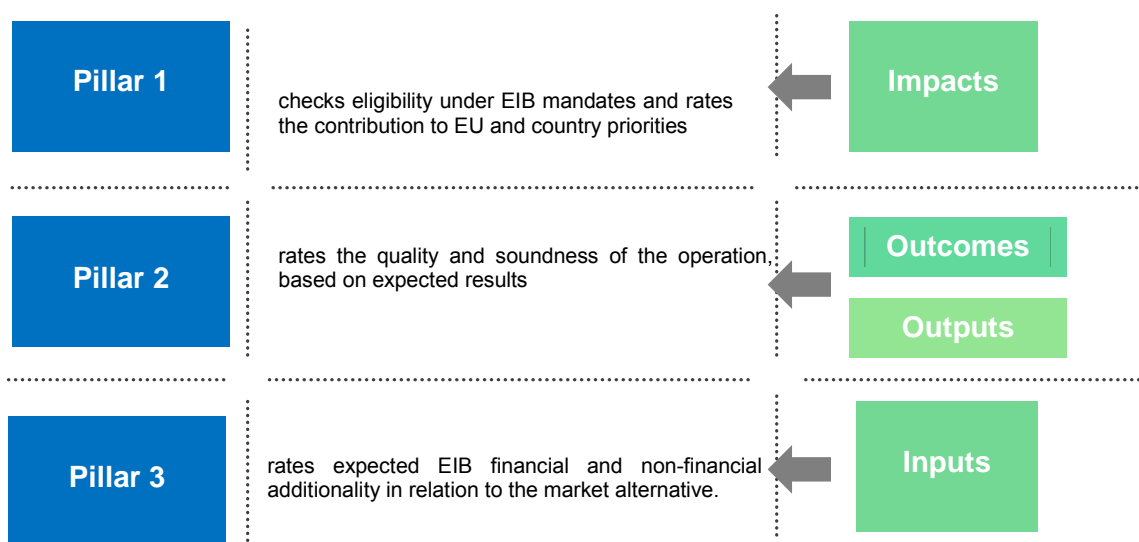 Pillar 1
checks eligibility under EIB mandates and rates
the contribution to EU and country priorities
Impacts
Pillar 2
rates the quality and soundness of the operation,
based on expected results
Outcomes
Outputs
Pillar 3
rates expected EIB financial and non-financial
additionality in relation to the market alternative.
Inputs